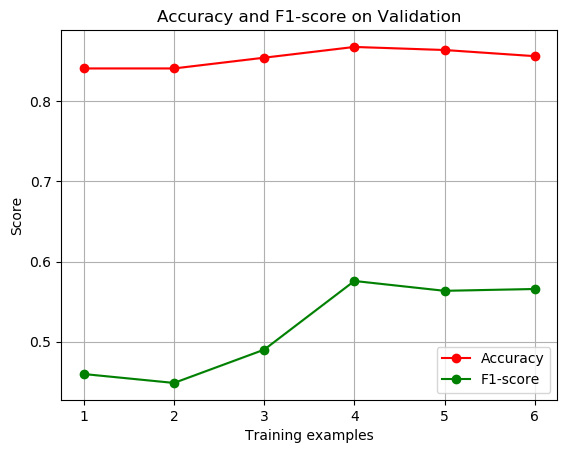 Accuracy and F1-score on Validation
Score
0.8
0.7
0.6
0.5
Accuracy
F1-score
1 2 3 4 5 6
Training examples